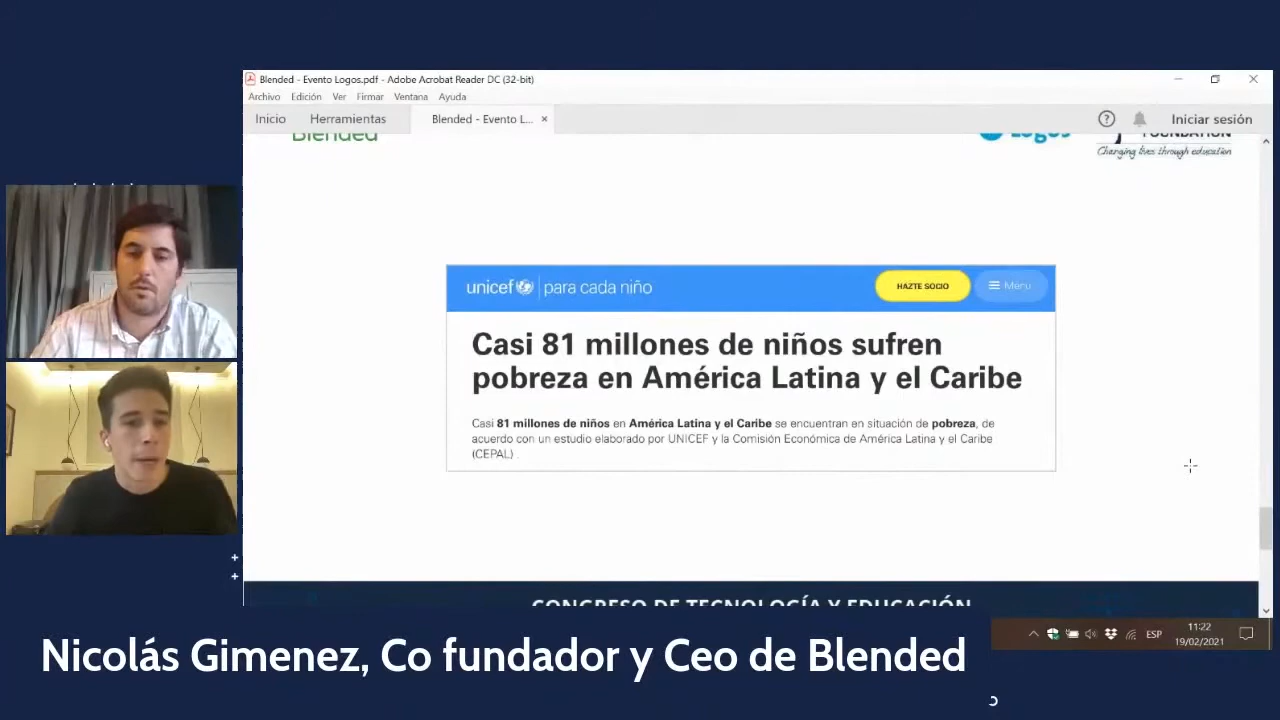 Blended - Evento Logos.pdf - Adobe Acrobat Reader DC (32-bit)
Archivo Edición Ver Firmar Ventana Ayuda
Inicio Herramientas Blended - Evento L... × Iniciar sesión
Blended Logos FOUNDATION
Changing lives through education
unicef para cada niño HAZTE SOCIO Menu
Casi 81 millones de niños sufren
pobreza en América Latina y el Caribe
Casi 81 millones de niños en América Latina y el Caribe se encuentran en situación de pobreza, de
acuerdo con un estudio elaborado por UNICEF y la Comisión Económica de América Latina y el Caribe
(CEPAL) .
CONGRESO DE TECNOLOGÍA Y EDUCACIÓN
ESP 11:22
19/02/2021
Nicolás Gimenez, Co fundador y Ceo de Blended